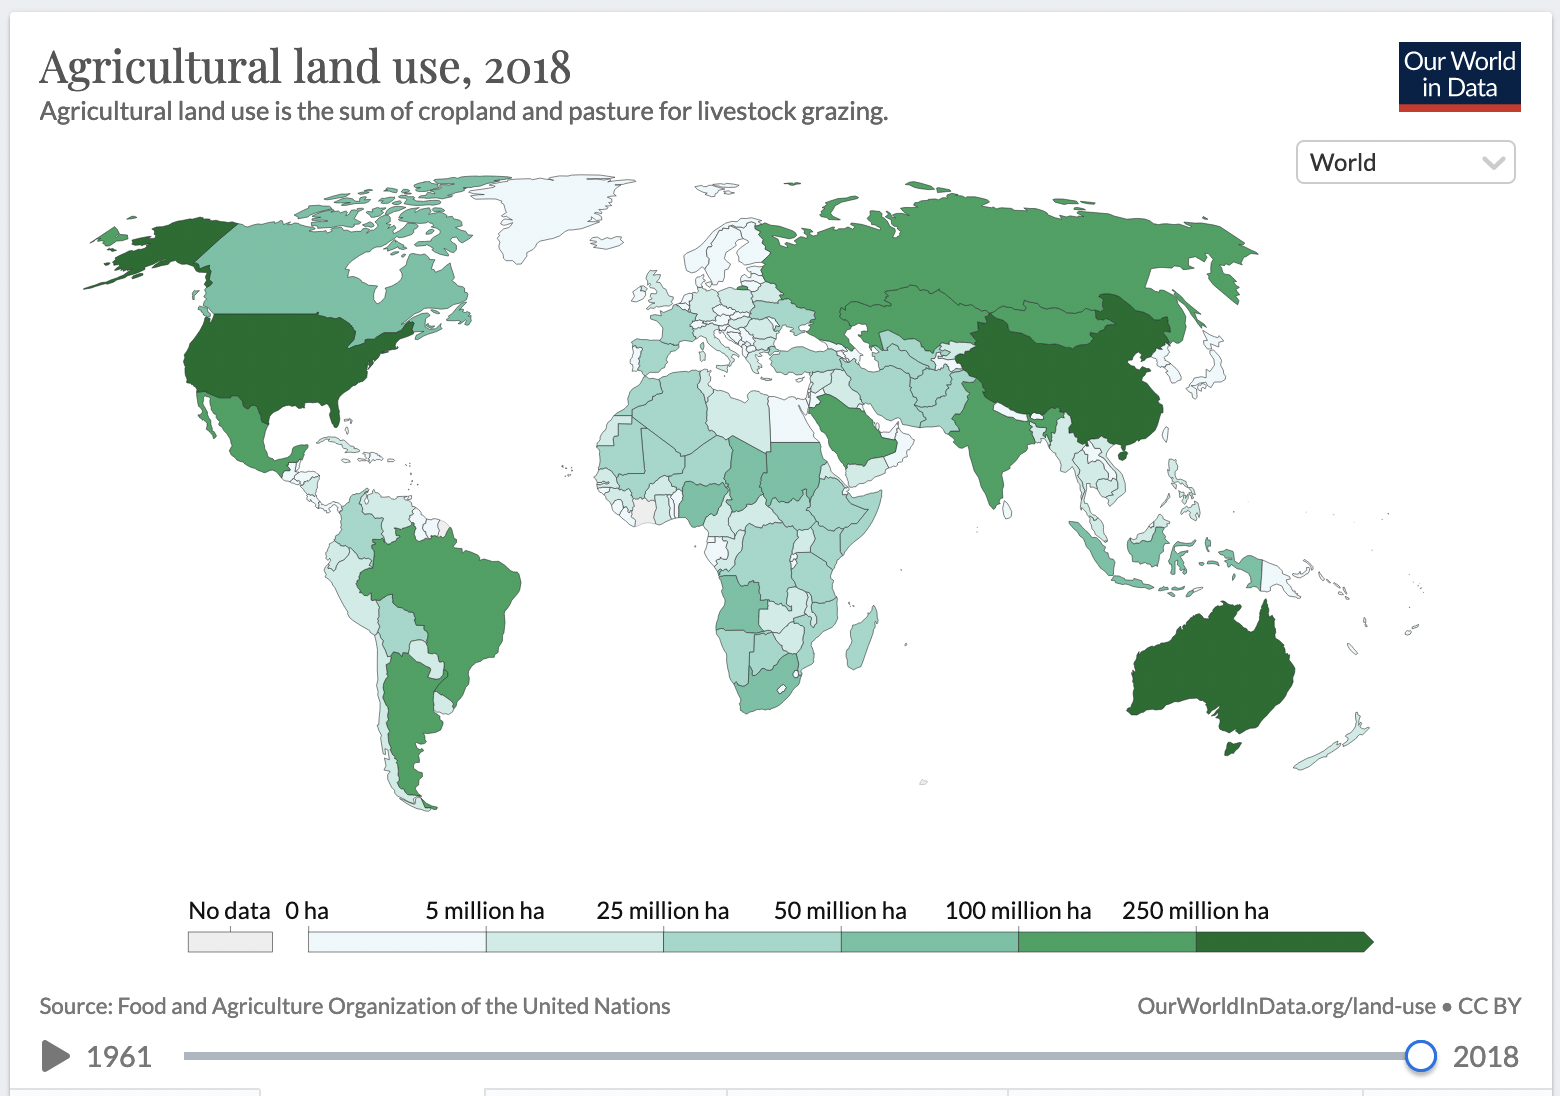 Agricultural land use, 2018
Agricultural land use is the sum of cropland and pasture for livestock grazing.
Our World
in Data
World
No data
0 ha
5 million ha
25 million ha
50 million ha
100 million ha
250 million ha
Source: Food and Agriculture Organization of the United Nations
OurWorldInData.org/land-use • CC BY
1961
2018